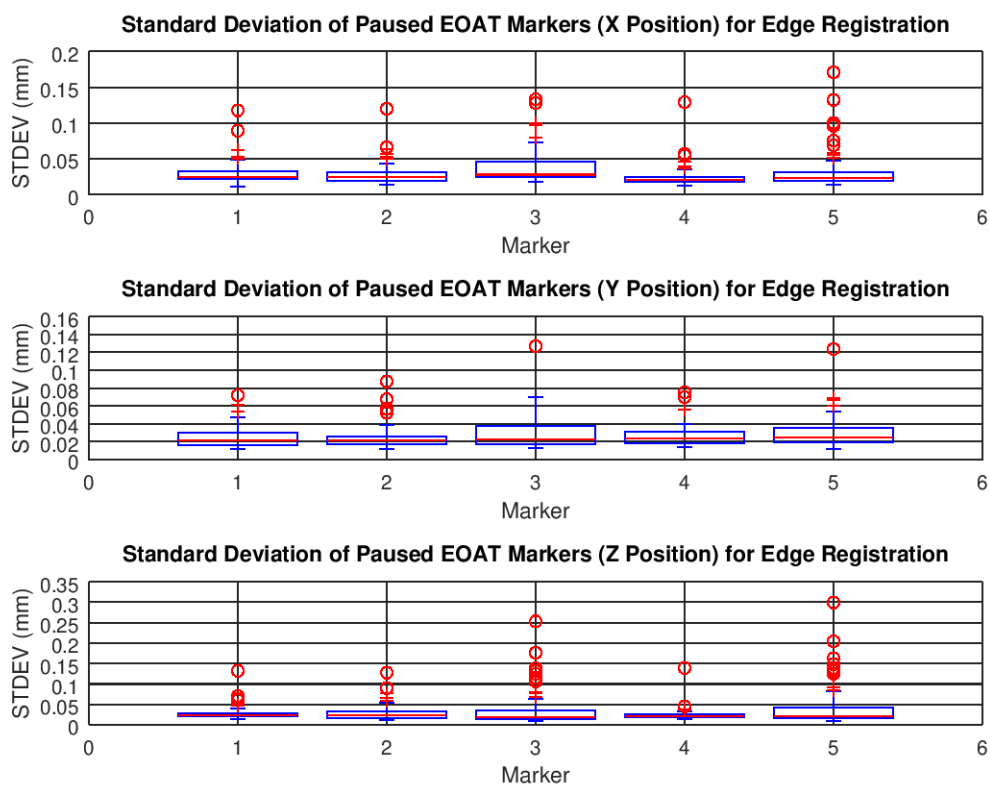 Standard Deviation of Paused EOAT Markers (X Position) for Edge Registration
STDEV (mm)
0.2
0.15
0.1
0.05
0
0 1 2 3 4 5 6
Marker
Standard Deviation of Paused EOAT Markers (Y Position) for Edge Registration
STDEV (mm)
0.16
0.14
0.12
0.1
0.08
0.06
0.04
0.02
0
0 1 2 3 4 5 6
Marker
Standard Deviation of Paused EOAT Markers (Z Position) for Edge Registration
STDEV (mm)
0.35
0.3
0.25
0.2
0.15
0.1
0.05
0
0 1 2 3 4 5 6
Marker